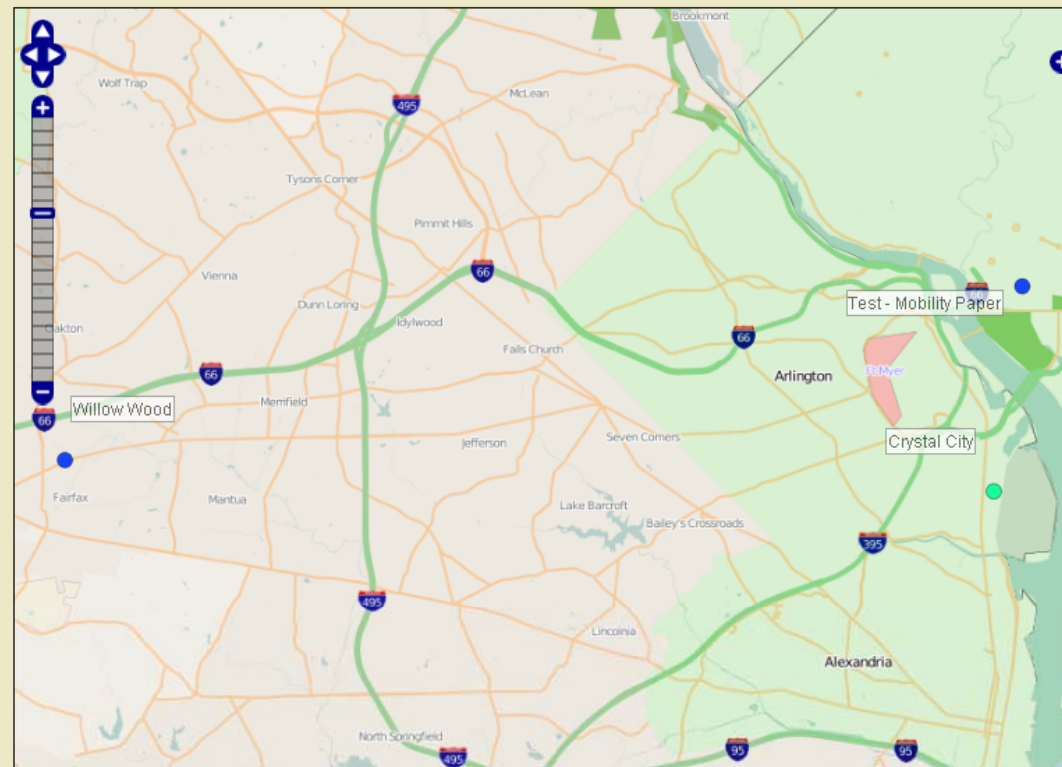 Brookmont
Wolf Trap
McLean
495
Tysons Corner
Pimmit Hills
66
Vienna
Dunn Loring
66
Test - Mobility Paper
Idylwood
Oakton
66
Falls Church
66
Arlington
Ft Myer
Willow Wood
66
Merrifield
Jefferson
Seven Corners
Crystal City
Fairfax
Mantua
Lake Barcroft
Bailey's Crossroads
395
495
Lincolnia
Alexandria
North Springfield
495
95
95